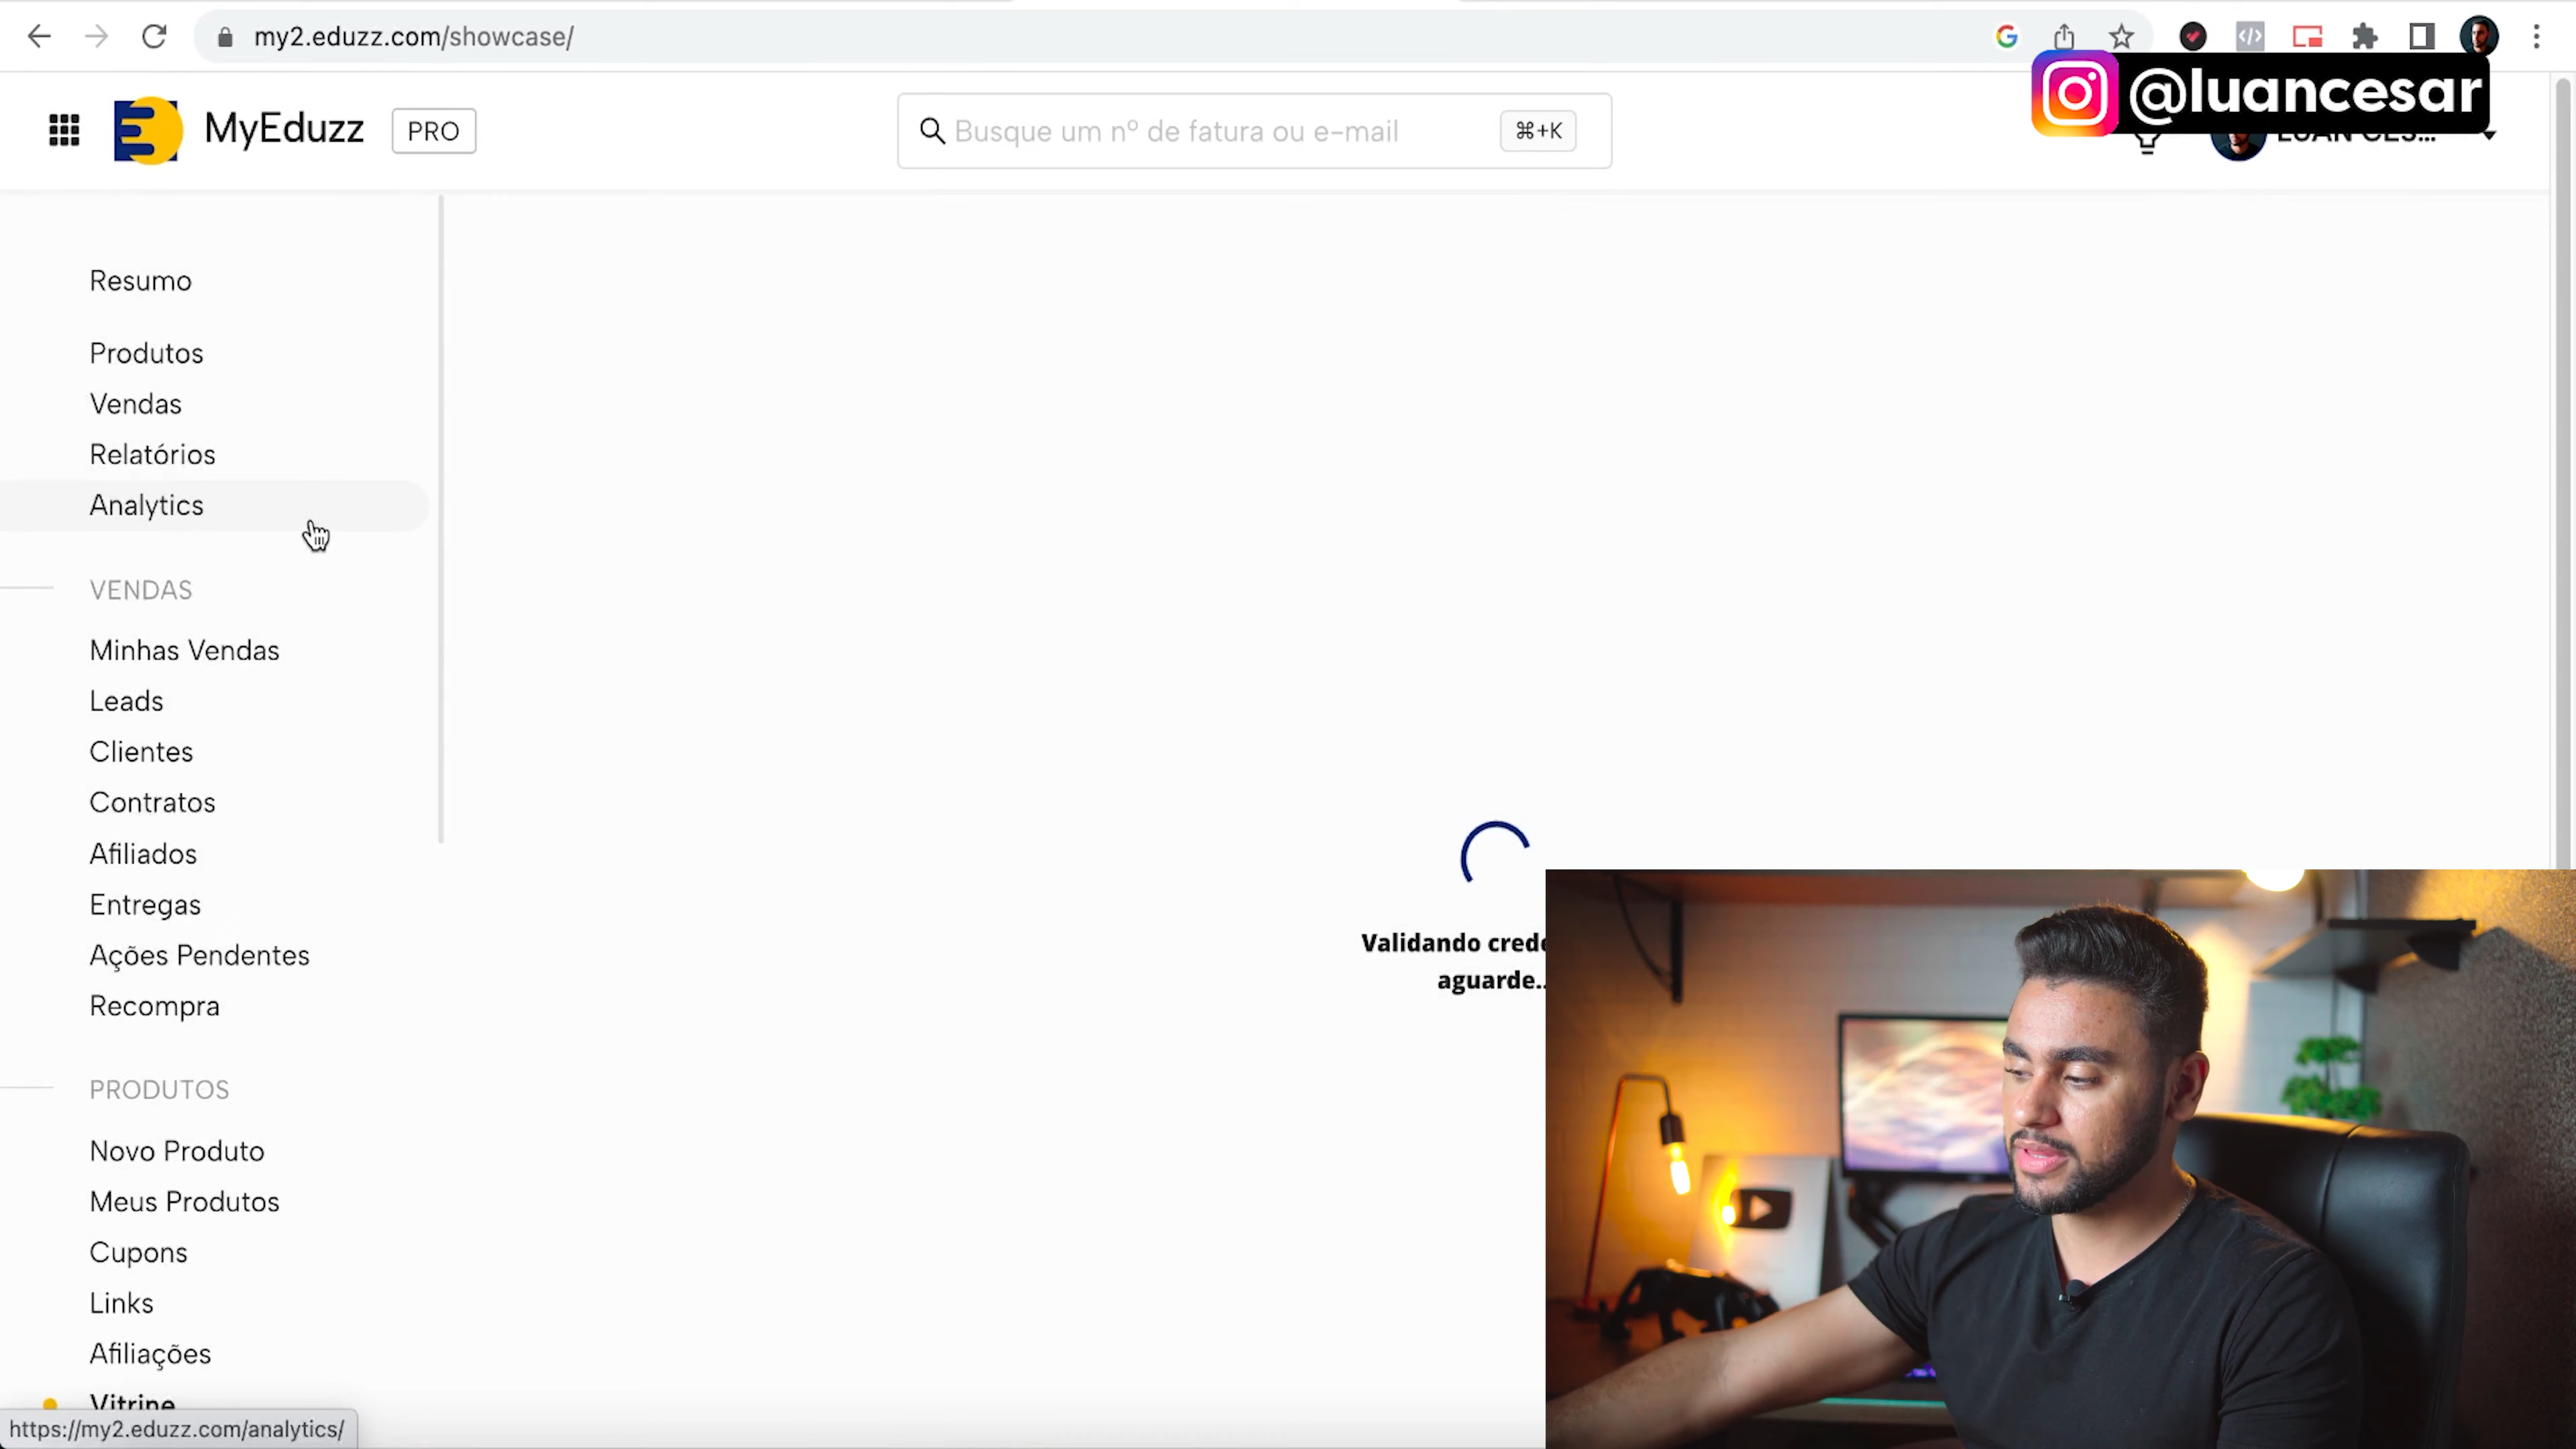 my2.eduzz.com/showcase/
@luancesar
MyEduzz
PRO
Busque um nº de fatura ou e-mail
⌘+K
Resumo
Produtos
Vendas
Relatórios
Analytics
VENDAS
Minhas Vendas
Leads
Clientes
Contratos
Afiliados
Entregas
Ações Pendentes
Recompra
Validando
aguarde..
PRODUTOS
Novo Produto
Meus Produtos
Cupons
Links
Afiliações
Vitrine
https://my2.eduzz.com/analytics/